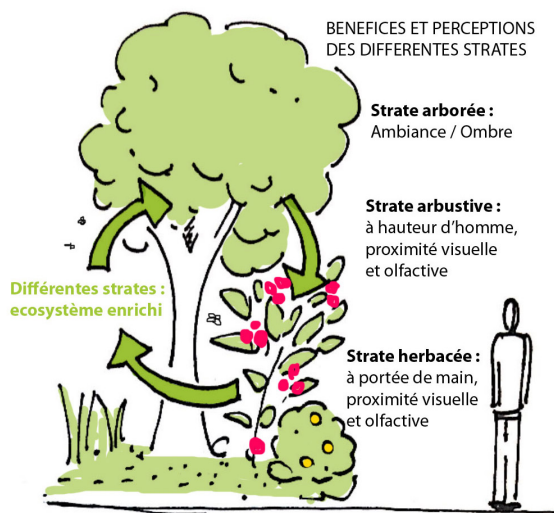 BENEFICES ET PERCEPTIONS
DES DIFFERENTES STRATES
Strate arborée :
Ambiance / Ombre
Strate arbustive :
à hauteur d'homme,
proximité visuelle
et olfactive
Différentes strates :
ecosystème enrichi
Strate herbacée :
à portée de main,
proximité visuelle
et olfactive